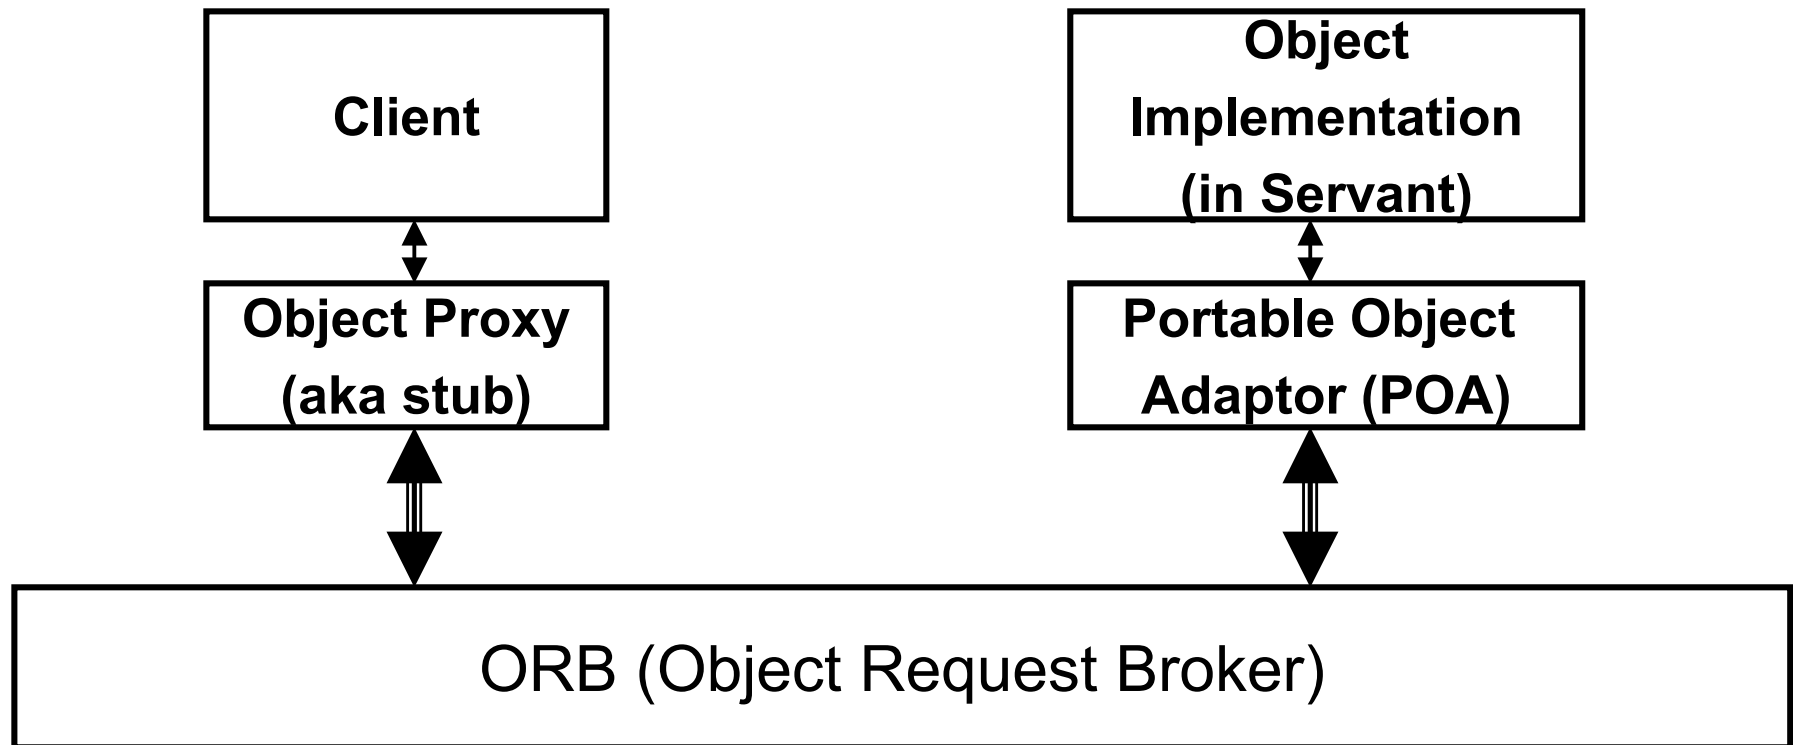 Client
Object
Implementation
(in Servant)
Object Proxy
(aka stub)
Portable Object
Adaptor (POA)
ORB (Object Request Broker)